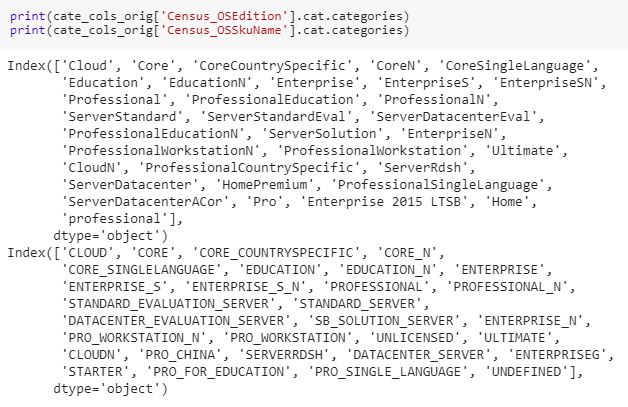 print(cate_cols_orig['Census_OSEdition'].cat.categories)
print(cate_cols_orig['Census_OSSkuName'].cat.categories)
Index(['Cloud', 'Core', 'CoreCountrySpecific', 'CoreN', 'CoreSingleLanguage',
'Education', 'EducationN', 'Enterprise', 'EnterpriseS', 'EnterpriseSN',
'Professional', 'ProfessionalEducation', 'ProfessionalN',
'ServerStandard', 'ServerStandardEval', 'ServerDatacenterEval',
'ProfessionalEducationN', 'ServerSolution', 'EnterpriseN',
'ProfessionalWorkstationN', 'ProfessionalWorkstation', 'Ultimate',
'CloudN', 'ProfessionalCountrySpecific', 'ServerRdsh',
'ServerDatacenter', 'HomePremium', 'ProfessionalSingleLanguage',
'ServerDatacenterACor', 'Pro', 'Enterprise 2015 LTSB', 'Home',
'professional'],
dtype='object')
Index(['CLOUD', 'CORE', 'CORE_COUNTRYSPECIFIC', 'CORE_N',
'CORE_SINGLELANGUAGE', 'EDUCATION', 'EDUCATION_N', 'ENTERPRISE',
'ENTERPRISE_S', 'ENTERPRISE_S_N', 'PROFESSIONAL', 'PROFESSIONAL_N',
'STANDARD_EVALUATION_SERVER', 'STANDARD_SERVER',
'DATACENTER_EVALUATION_SERVER', 'SB_SOLUTION_SERVER', 'ENTERPRISE_N',
'PRO_WORKSTATION_N', 'PRO_WORKSTATION', 'UNLICENSED', 'ULTIMATE',
'CLOUDN', 'PRO_CHINA', 'SERVERRDSH', 'DATACENTER_SERVER', 'ENTERPRISEG',
'STARTER', 'PRO_FOR_EDUCATION', 'PRO_SINGLE_LANGUAGE', 'UNDEFINED'],
dtype='object')